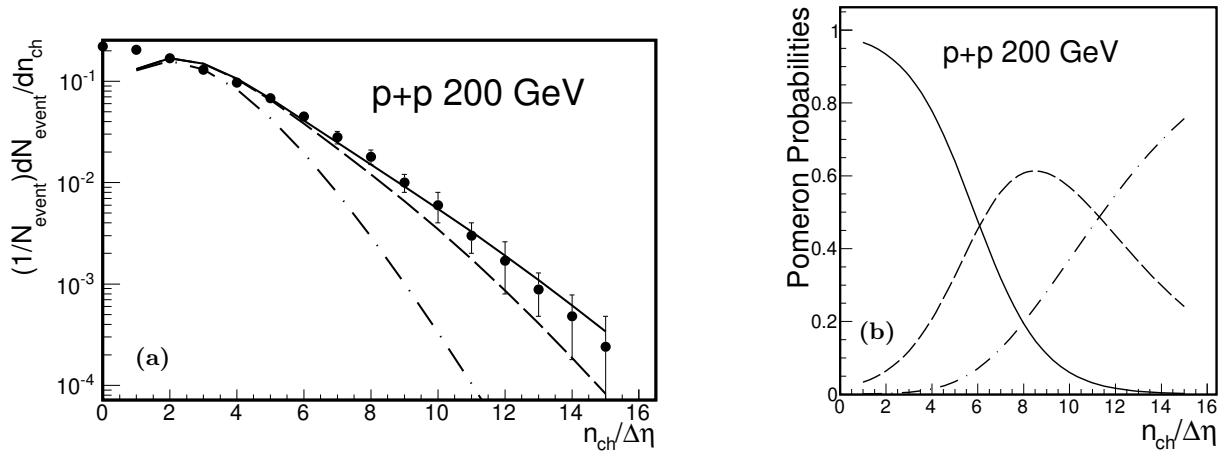 (1/N_event)dN_event/dn_ch
10^-1
10^-2
10^-3
10^-4
p+p 200 GeV
(a)
0 2 4 6 8 10 12 14 16
n_ch/Δη
Pomeron Probabilities
1
0.8
0.6
0.4
0.2
0
p+p 200 GeV
(b)
0 2 4 6 8 10 12 14 16
n_ch/Δη